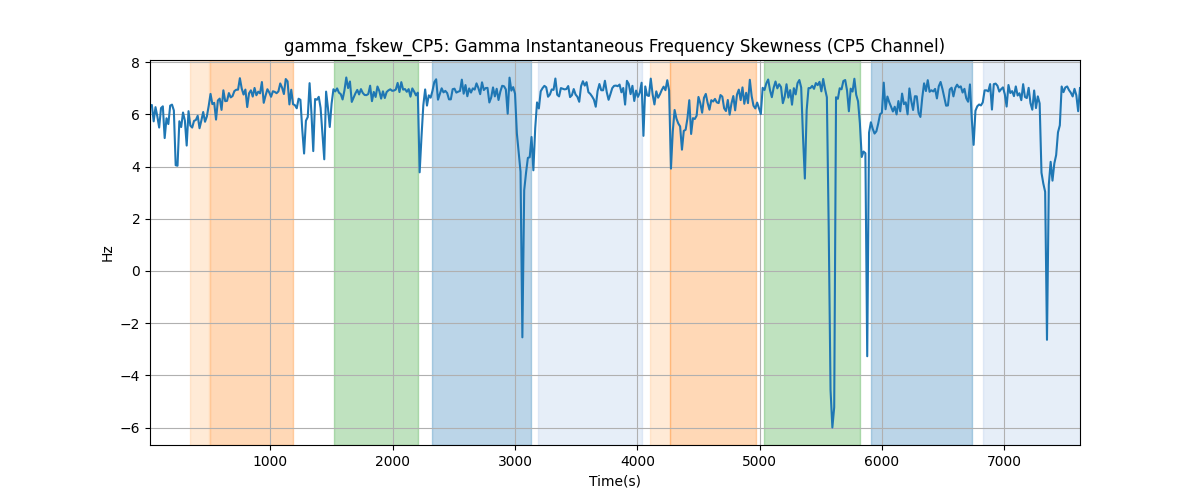 gamma_fskew_CP5: Gamma Instantaneous Frequency Skewness (CP5 Channel)
8
6
4
2
0
−2
−4
−6
Hz
1000 2000 3000 4000 5000 6000 7000
Time(s)